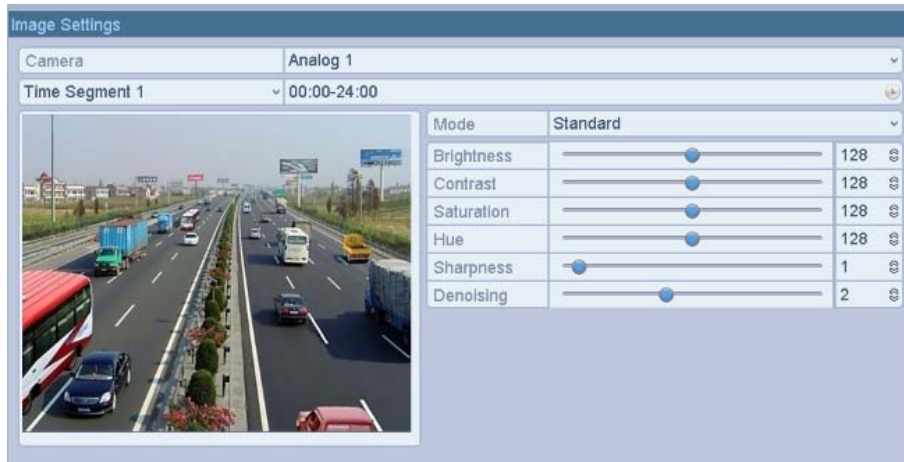 Image Settings
Camera Analog 1
Time Segment 1 00:00-24:00
Mode Standard
Brightness 128
Contrast 128
Saturation 128
Hue 128
Sharpness 1
Denoising 2